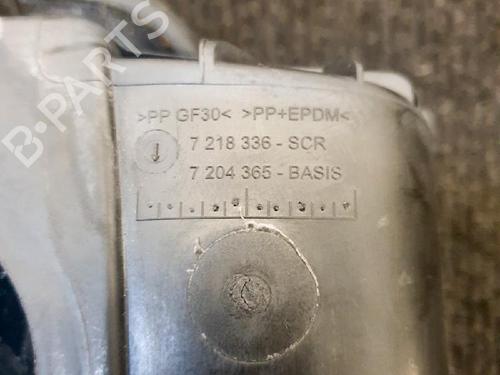 B-PARTS
>PP GF30< >PP+EPDM<
7 218 336 - SCR
7 204 365 - BASIS